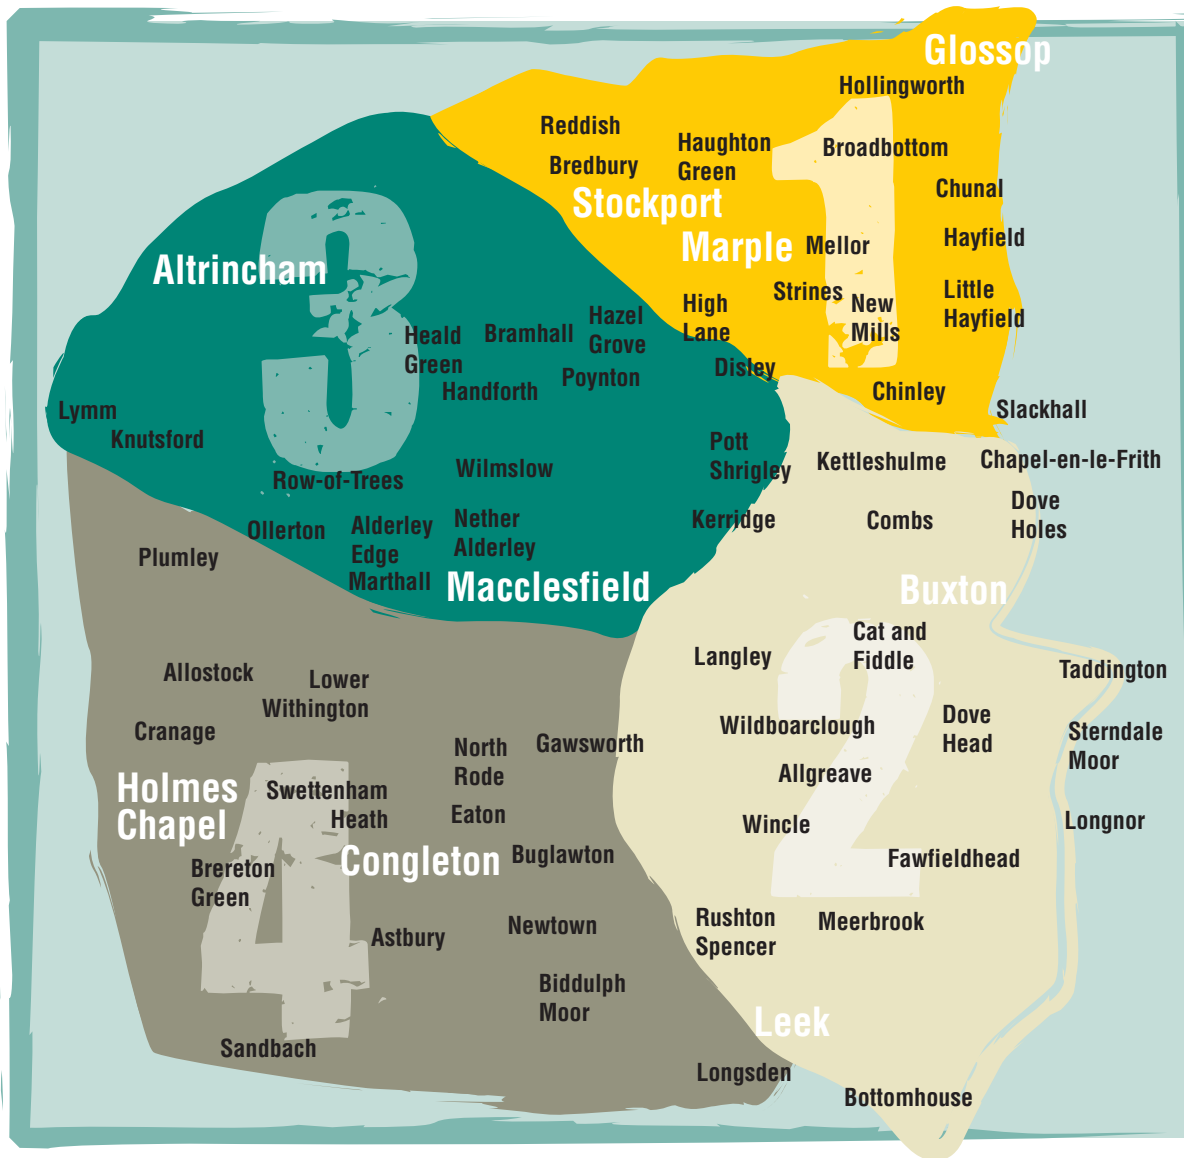 Glossop
Hollingworth
Reddish
Haughton
Green
Broadbottom
Bredbury
Chunal
Stockport
Marple
Mellor
Hayfield
Strines
Little
Hayfield
High
Lane
New
Mills
Disley
Chinley
Slackhall
1
3
Altrincham
Heald
Green
Bramhall
Hazel
Grove
Handforth
Poynton
Lymm
Knutsford
Row-of-Trees
Wilmslow
Pott
Shrigley
Kerridge
Ollerton
Alderley
Edge
Nether
Alderley
Marthall
Macclesfield
Kettleshulme
Chapel-en-le-Frith
Combs
Dove
Holes
Buxton
Cat and
Fiddle
Langley
Taddington
2
Wildboarclough
Dove
Head
Sterndale
Moor
Allgreave
Wincle
Longnor
Fawfieldhead
Rushton
Spencer
Meerbrook
Leek
Bottomhouse
Plumley
Allostock
Lower
Withington
Cranage
North
Rode
Gawsworth
Holmes
Chapel
Swettenham
Heath
Eaton
4
Brereton
Green
Congleton
Buglawton
Astbury
Newtown
Biddulph
Moor
Sandbach
Longsden